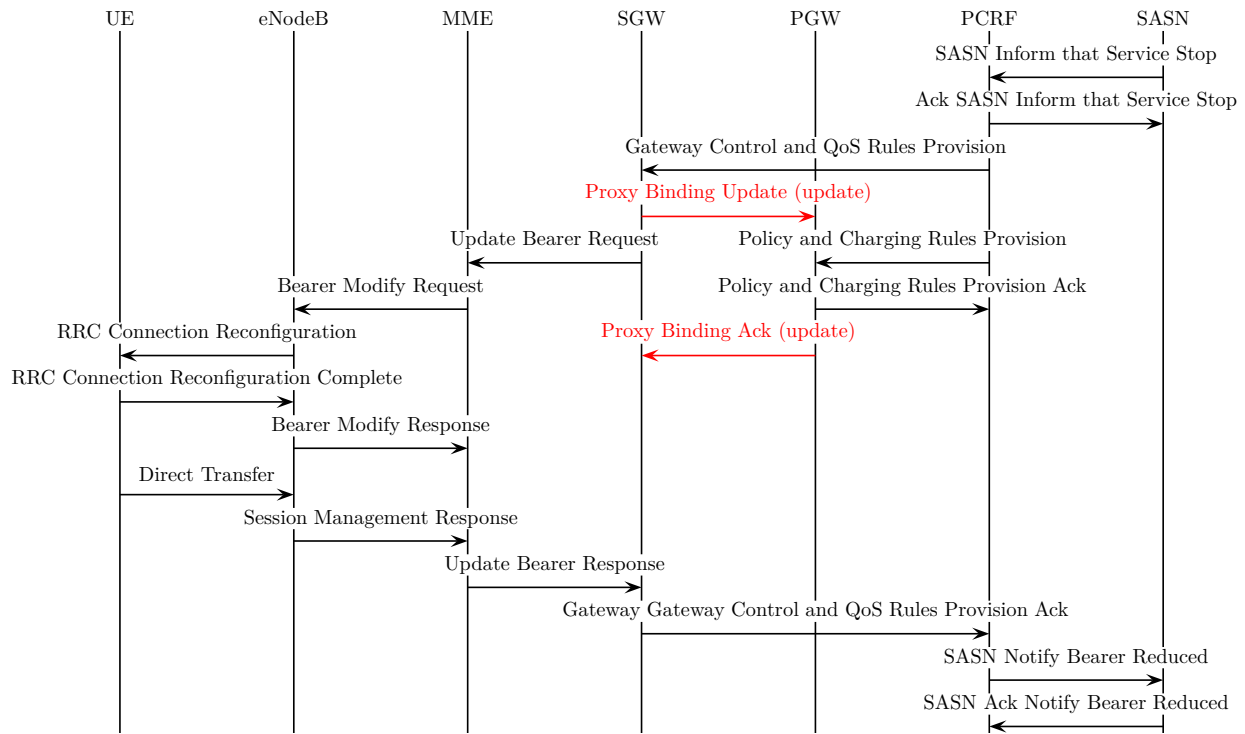 UE eNodeB MME SGW PGW PCRF SASN
SASN Inform that Service Stop
Ack SASN Inform that Service Stop
Gateway Control and QoS Rules Provision
Proxy Binding Update (update)
Update Bearer Request Policy and Charging Rules Provision
Bearer Modify Request Policy and Charging Rules Provision Ack
RRC Connection Reconfiguration Proxy Binding Ack (update)
RRC Connection Reconfiguration Complete
Bearer Modify Response
Direct Transfer
Session Management Response
Update Bearer Response
Gateway Gateway Control and QoS Rules Provision Ack
SASN Notify Bearer Reduced
SASN Ack Notify Bearer Reduced